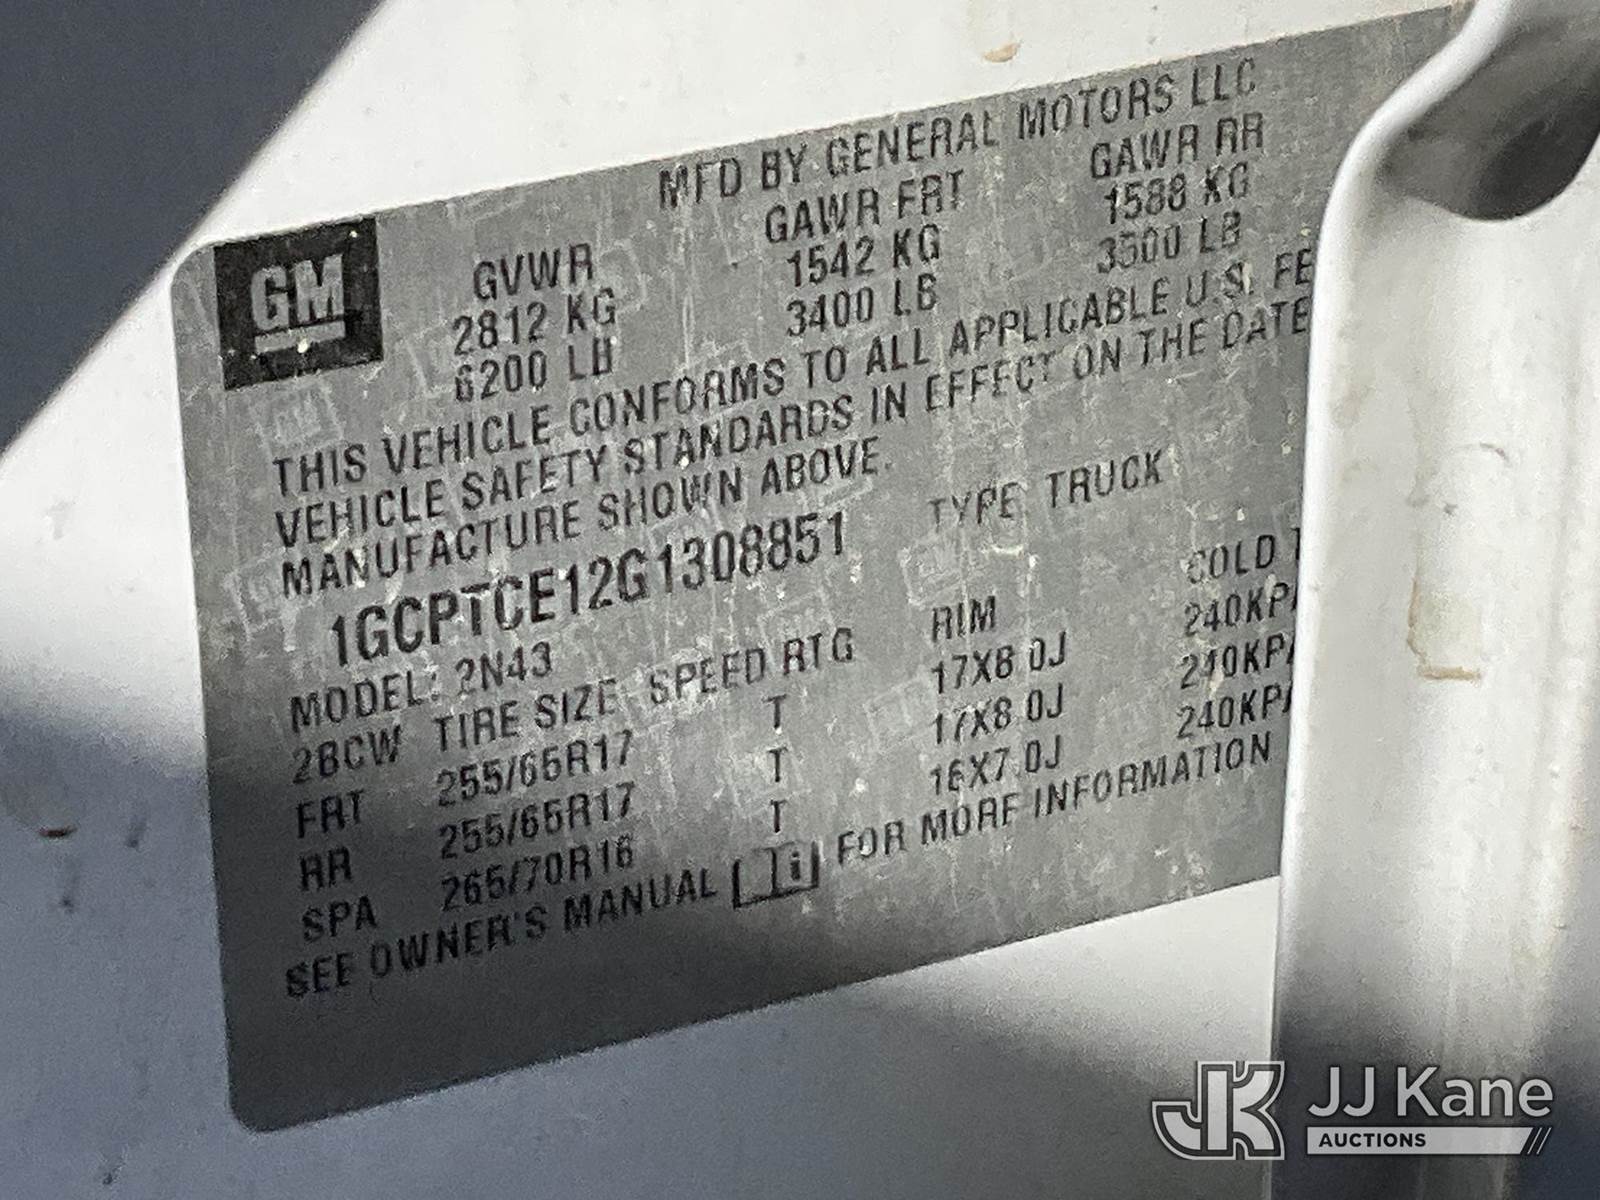 MFD BY GENERAL MOTORS LLC
GM
GVWR GAWR FRT GAWR RR
2812 KG 1542 KG 1588 KG
6200 LB 3400 LB 3500 LB
THIS VEHICLE CONFORMS TO ALL APPLICABLE U.S. FE
VEHICLE SAFETY STANDARDS IN EFFECT ON THE DATE
MANUFACTURE SHOWN ABOVE.
1GCPTCE12G1308851 TYPE: TRUCK
MODEL: 2N43
2BCW TIRE SIZE SPEED RTG RIM COLD T
FRT 255/65R17 T 17X8.0J 240KPA
RR 255/65R17 T 17X8.0J 240KPA
SPA 265/70R16 T 16X7.0J 240KPA
SEE OWNER'S MANUAL i FOR MORE INFORMATION
JK JJ Kane
AUCTIONS